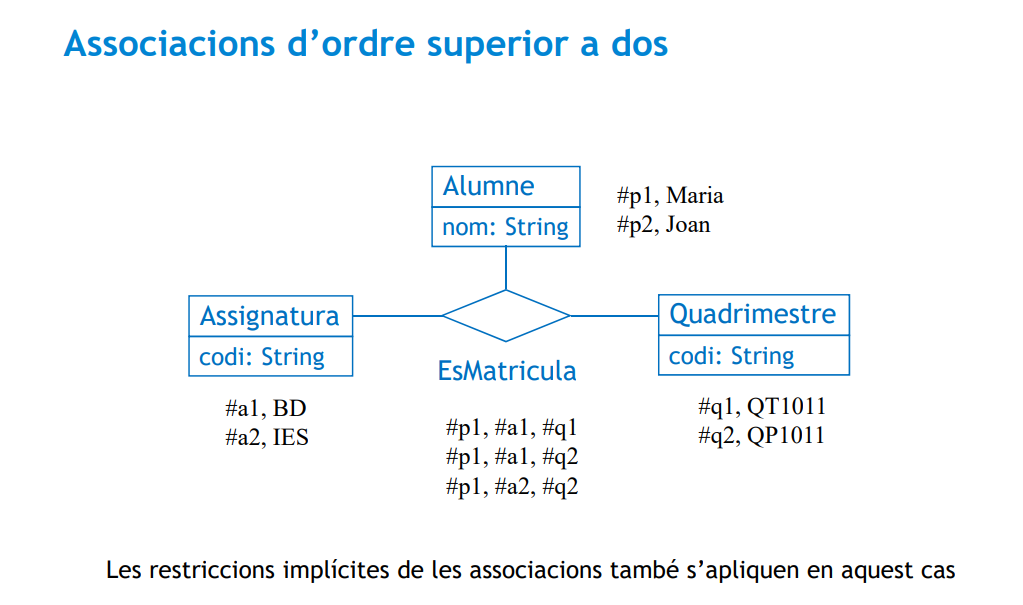 Associacions d’ordre superior a dos
Alumne
nom: String
#p1, Maria
#p2, Joan
Assignatura
codi: String
#a1, BD
#a2, IES
EsMatricula
#p1, #a1, #q1
#p1, #a1, #q2
#p1, #a2, #q2
Quadrimestre
codi: String
#q1, QT1011
#q2, QP1011
Les restriccions implícites de les associacions també s’apliquen en aquest cas